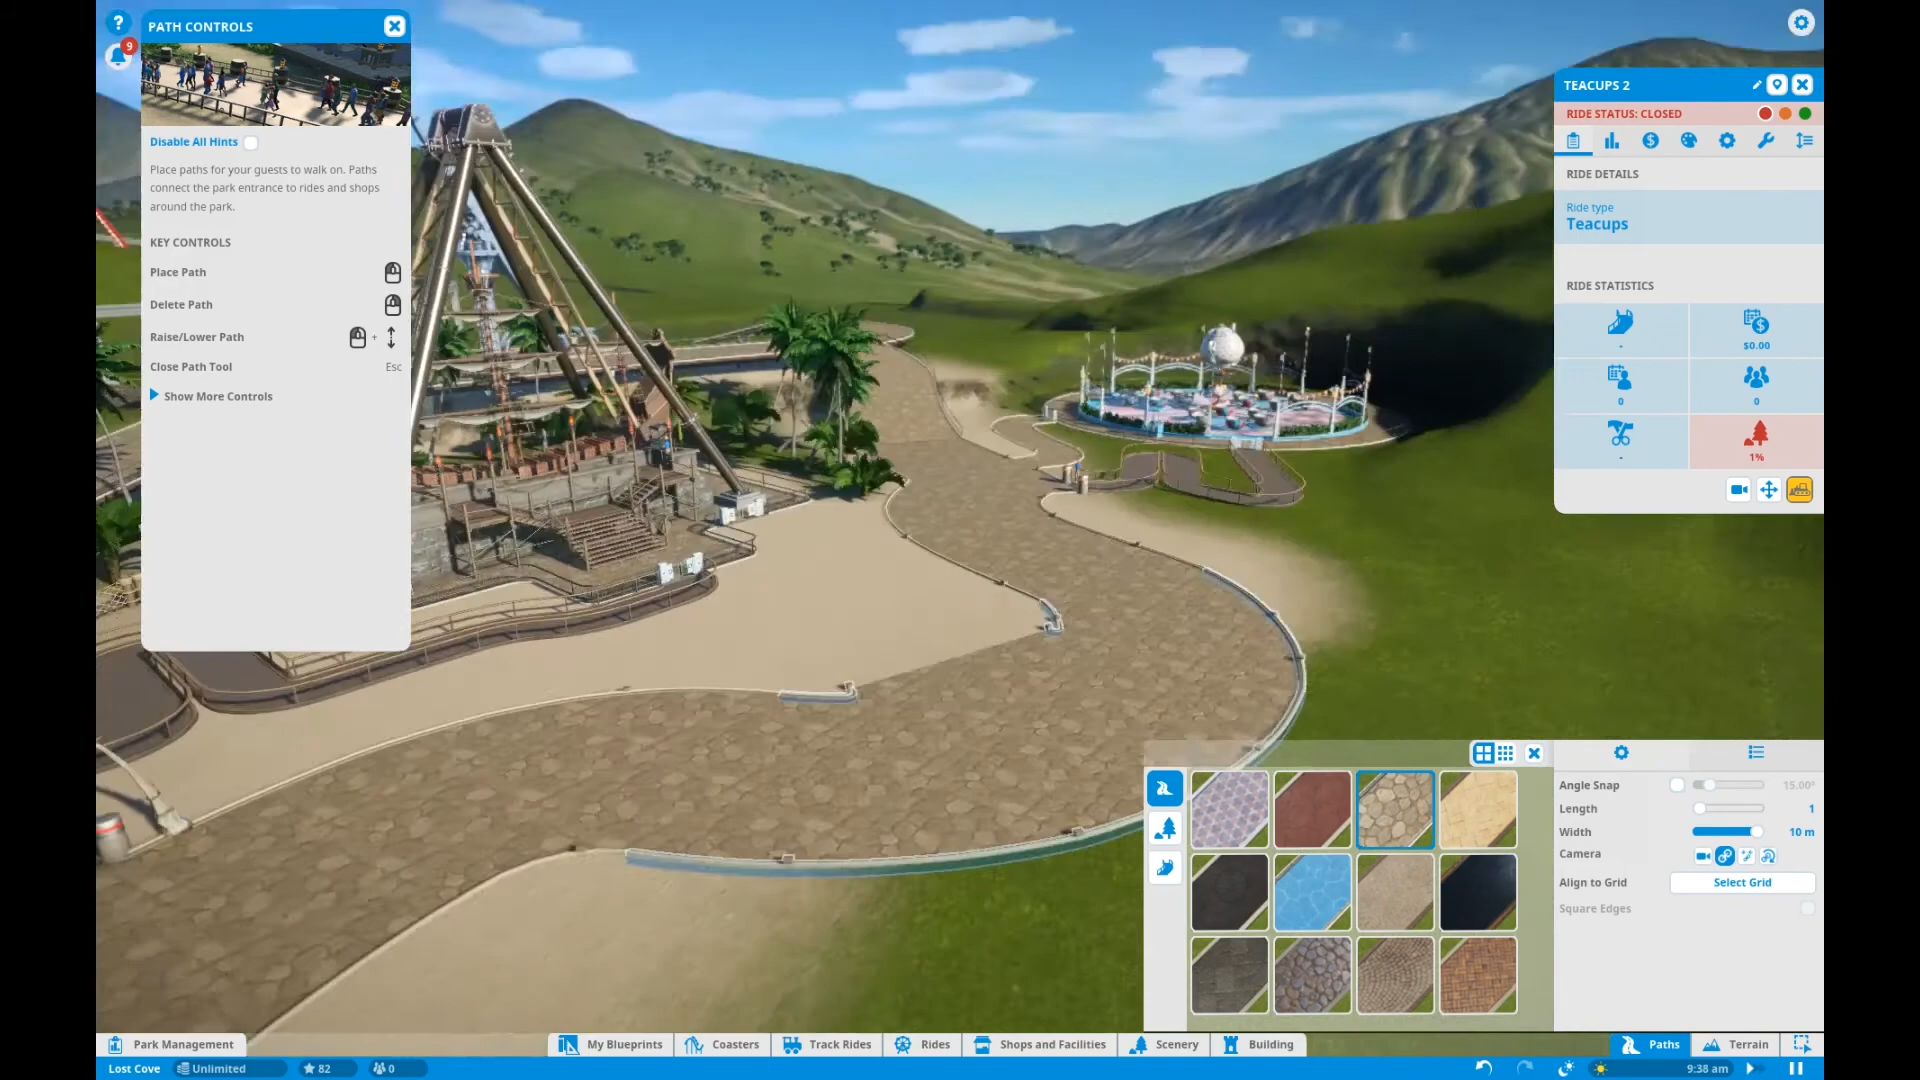 ?
9
PATH CONTROLS
Disable All Hints
Place paths for your guests to walk on. Paths
connect the park entrance to rides and shops
around the park.
KEY CONTROLS
Place Path
Delete Path
Raise/Lower Path +
Close Path Tool Esc
Show More Controls
TEACUPS 2
RIDE STATUS: CLOSED
RIDE DETAILS
Ride type
Teacups
RIDE STATISTICS
- $0.00
0 0
- 1%
Angle Snap 15.00°
Length 1
Width 10 m
Camera
Align to Grid Select Grid
Square Edges
Park Management My Blueprints Coasters Track Rides Rides Shops and Facilities Scenery Building Paths Terrain
Lost Cove Unlimited 82 0 9:38 am